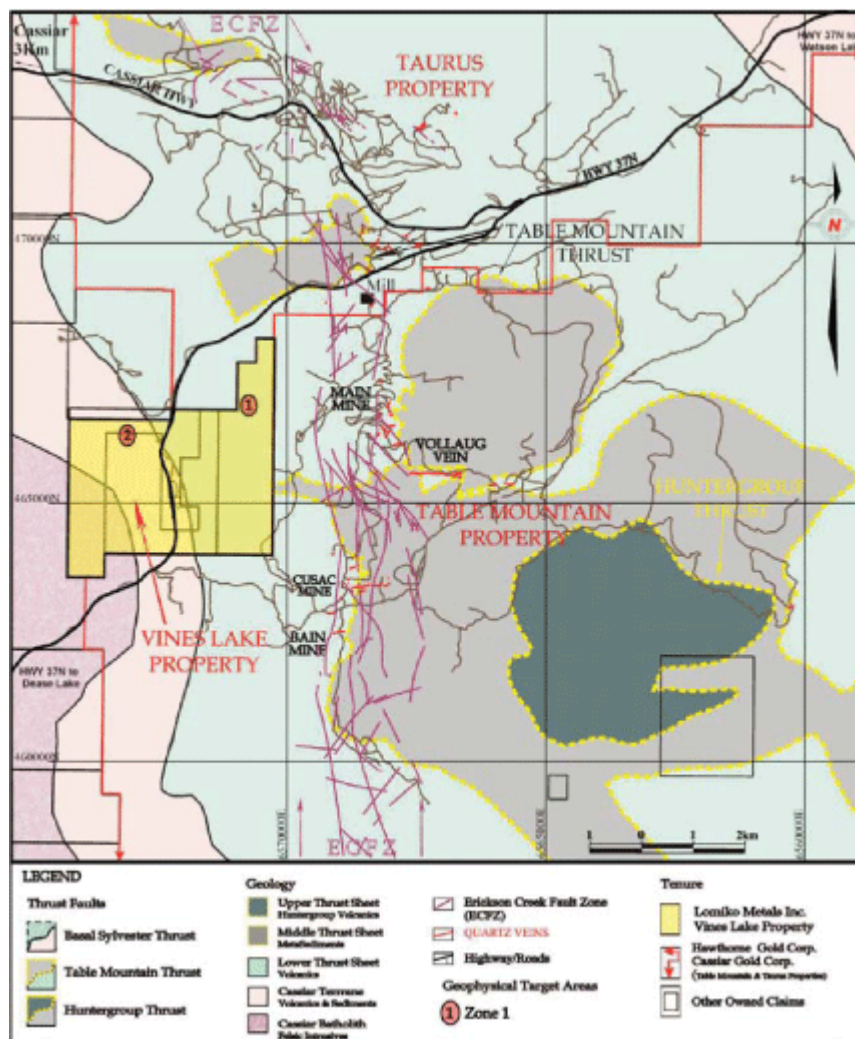 ECFZ
Cassiar
3Km
HWY 37N to
Watson Lake
TAURUS
PROPERTY
CASSIAR HWY
HWY 37N
N
TABLE MOUNTAIN
THRUST
470000N
Mill
MAIN
MINE
1
2
VOLLAUG
VEIN
HUNTERGROUP
THRUST
465000N
TABLE MOUNTAIN
PROPERTY
CUSAC
MINE
BAIN
MINE
VINES LAKE
PROPERTY
HWY 37N to
Dease Lake
460000N
ECFZ
1 0 1 2km
LEGEND
Thrust Faults
Basal Sylvester Thrust
Table Mountain Thrust
Huntergroup Thrust
Geology
Upper Thrust Sheet
Huntergroup Volcanics
Middle Thrust Sheet
MetaSediments
Lower Thrust Sheet
Volcanics
Cassiar Terrane
Volcanics & Sediments
Cassiar Batholith
Felsic Intrusives
Erickson Creek Fault Zone
(ECFZ)
QUARTZ VEINS
Highway/Roads
Geophysical Target Areas
1 Zone 1
Tenure
Lomiko Metals Inc.
Vines Lake Property
Hawthorne Gold Corp.
Cassiar Gold Corp.
(Table Mountain & Taurus Properties)
Other Owned Claims